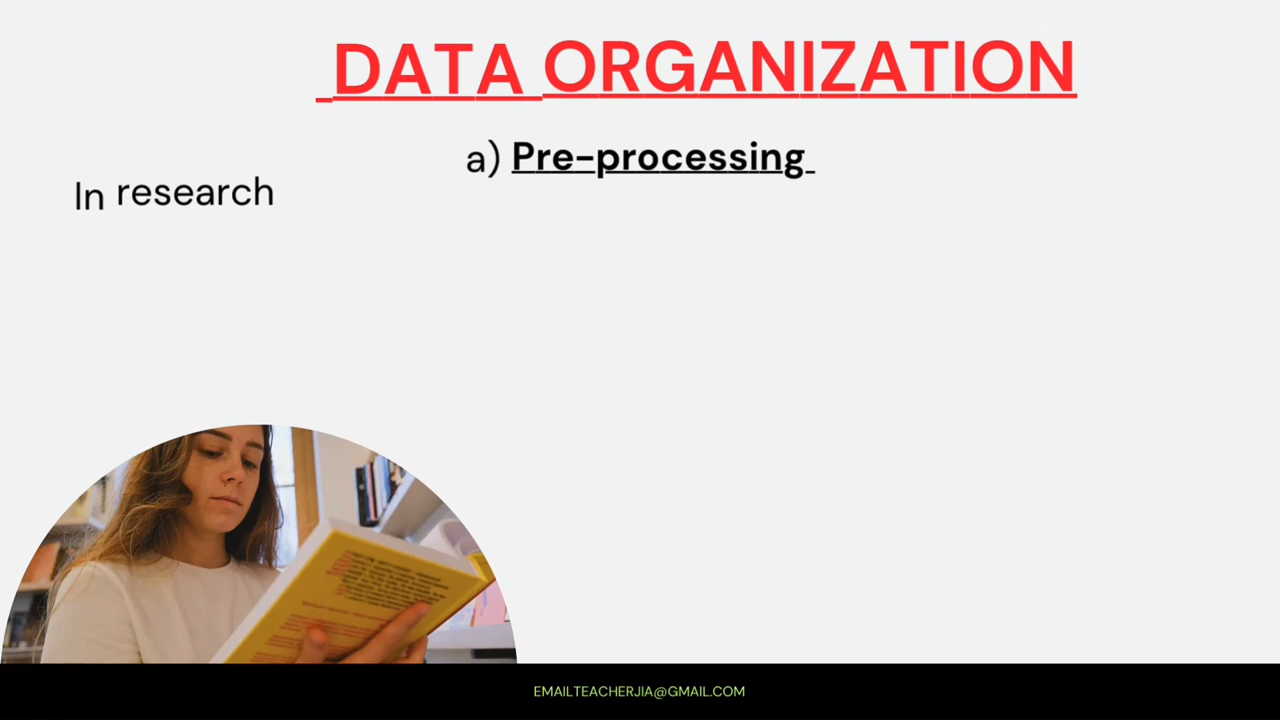 DATA ORGANIZATION
a) Pre-processing
In research
EMAILTEACHERJIA@GMAIL.COM